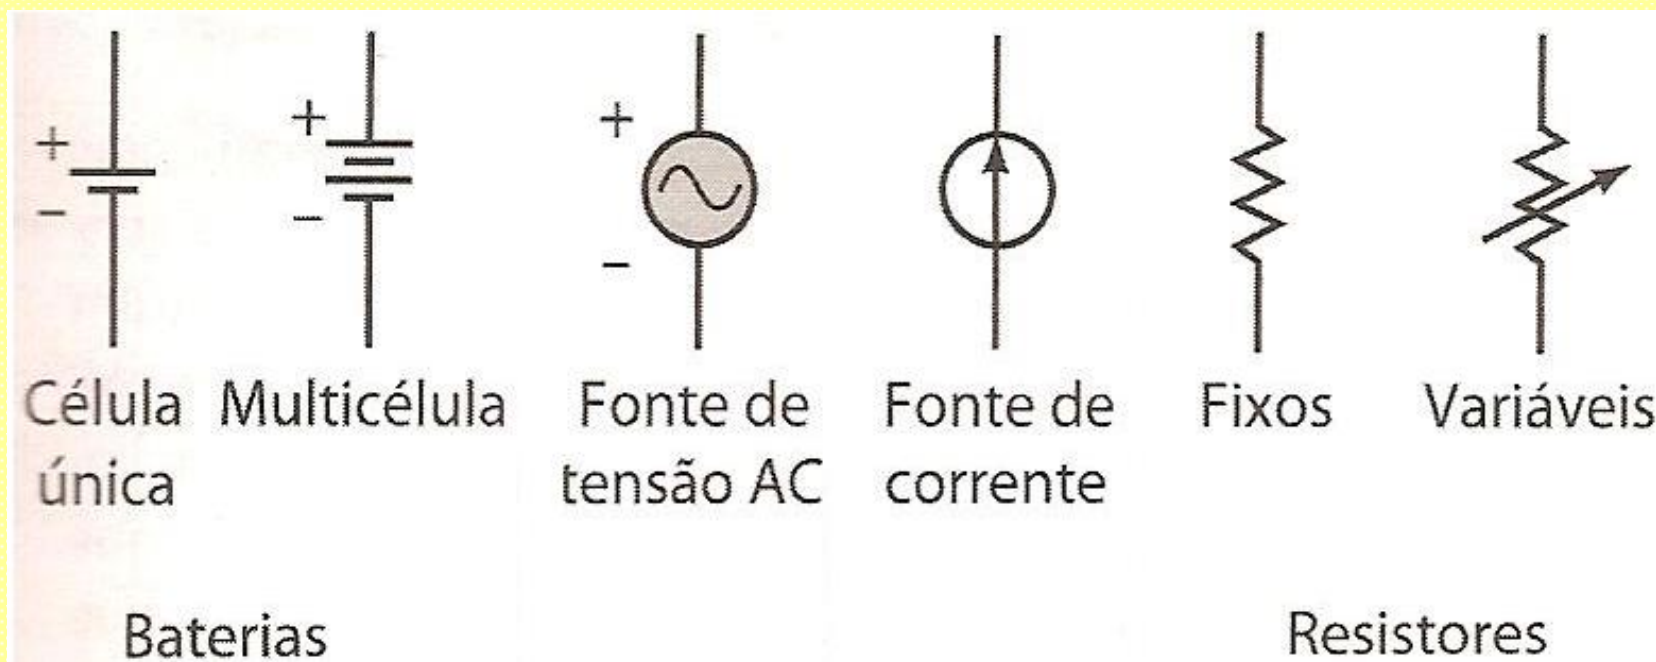 +
−
+
−
+
−
Célula única
Multicélula
Fonte de tensão AC
Fonte de corrente
Fixos
Variáveis
Baterias
Resistores